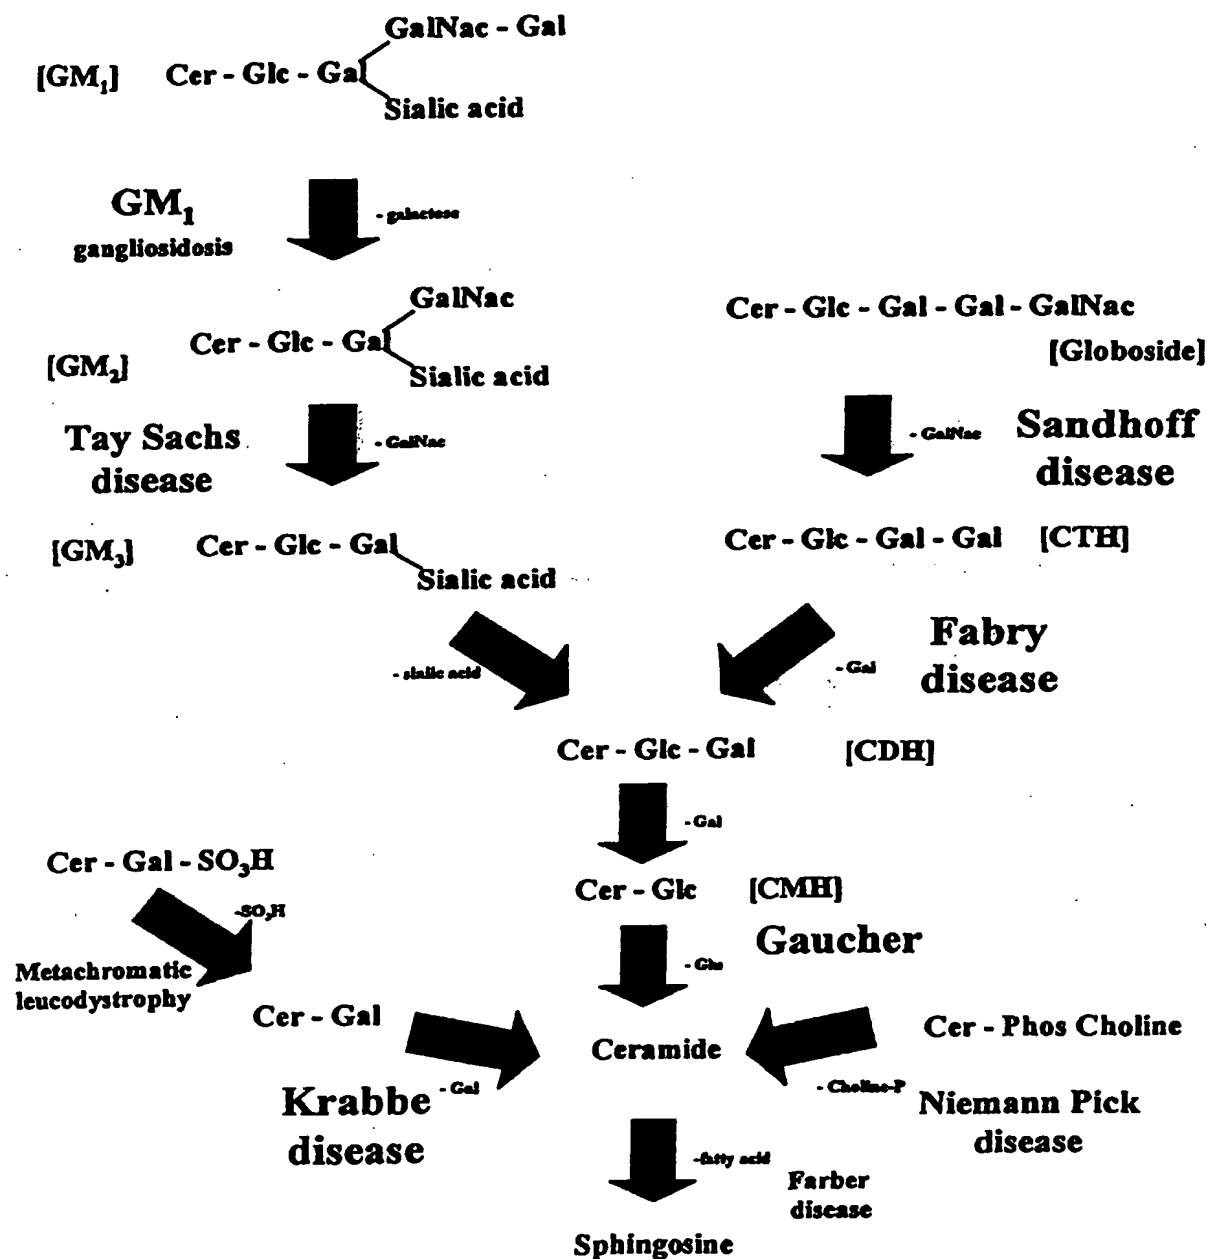 GalNac - Gal
[GM₁] Cer - Glc - Gal
Sialic acid
GM₁
gangliosidosis
- galactose
GalNac
Cer - Glc - Gal
[GM₂]
Sialic acid
Cer - Glc - Gal - Gal - GalNac
[Globoside]
Tay Sachs
disease
- GalNac
- GalNac
Sandhoff
disease
[GM₃] Cer - Glc - Gal
Sialic acid
Cer - Glc - Gal - Gal [CTH]
- sialic acid
- Gal
Fabry
disease
Cer - Glc - Gal [CDH]
- Gal
Cer - Gal - SO₃H
-SO₃H
Metachromatic
leucodystrophy
Cer - Glc [CMH]
Gaucher
- Glu
Cer - Gal
Ceramide
Cer - Phos Choline
Krabbe
disease
- Gal
- Choline-P
Niemann Pick
disease
-fatty acid
Farber
disease
Sphingosine